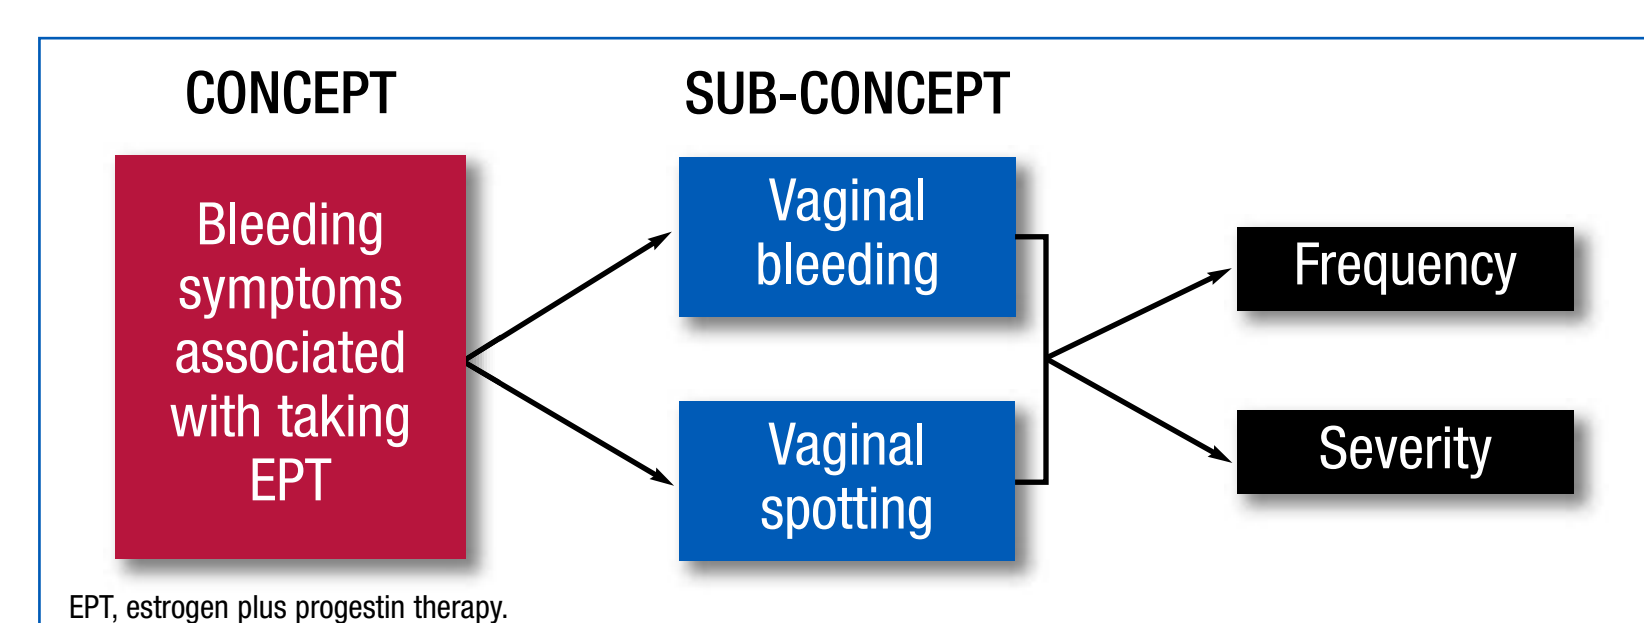 CONCEPT
SUB-CONCEPT
Bleeding
symptoms
associated
with taking
EPT
Vaginal
bleeding
Vaginal
spotting
Frequency
Severity
EPT, estrogen plus progestin therapy.